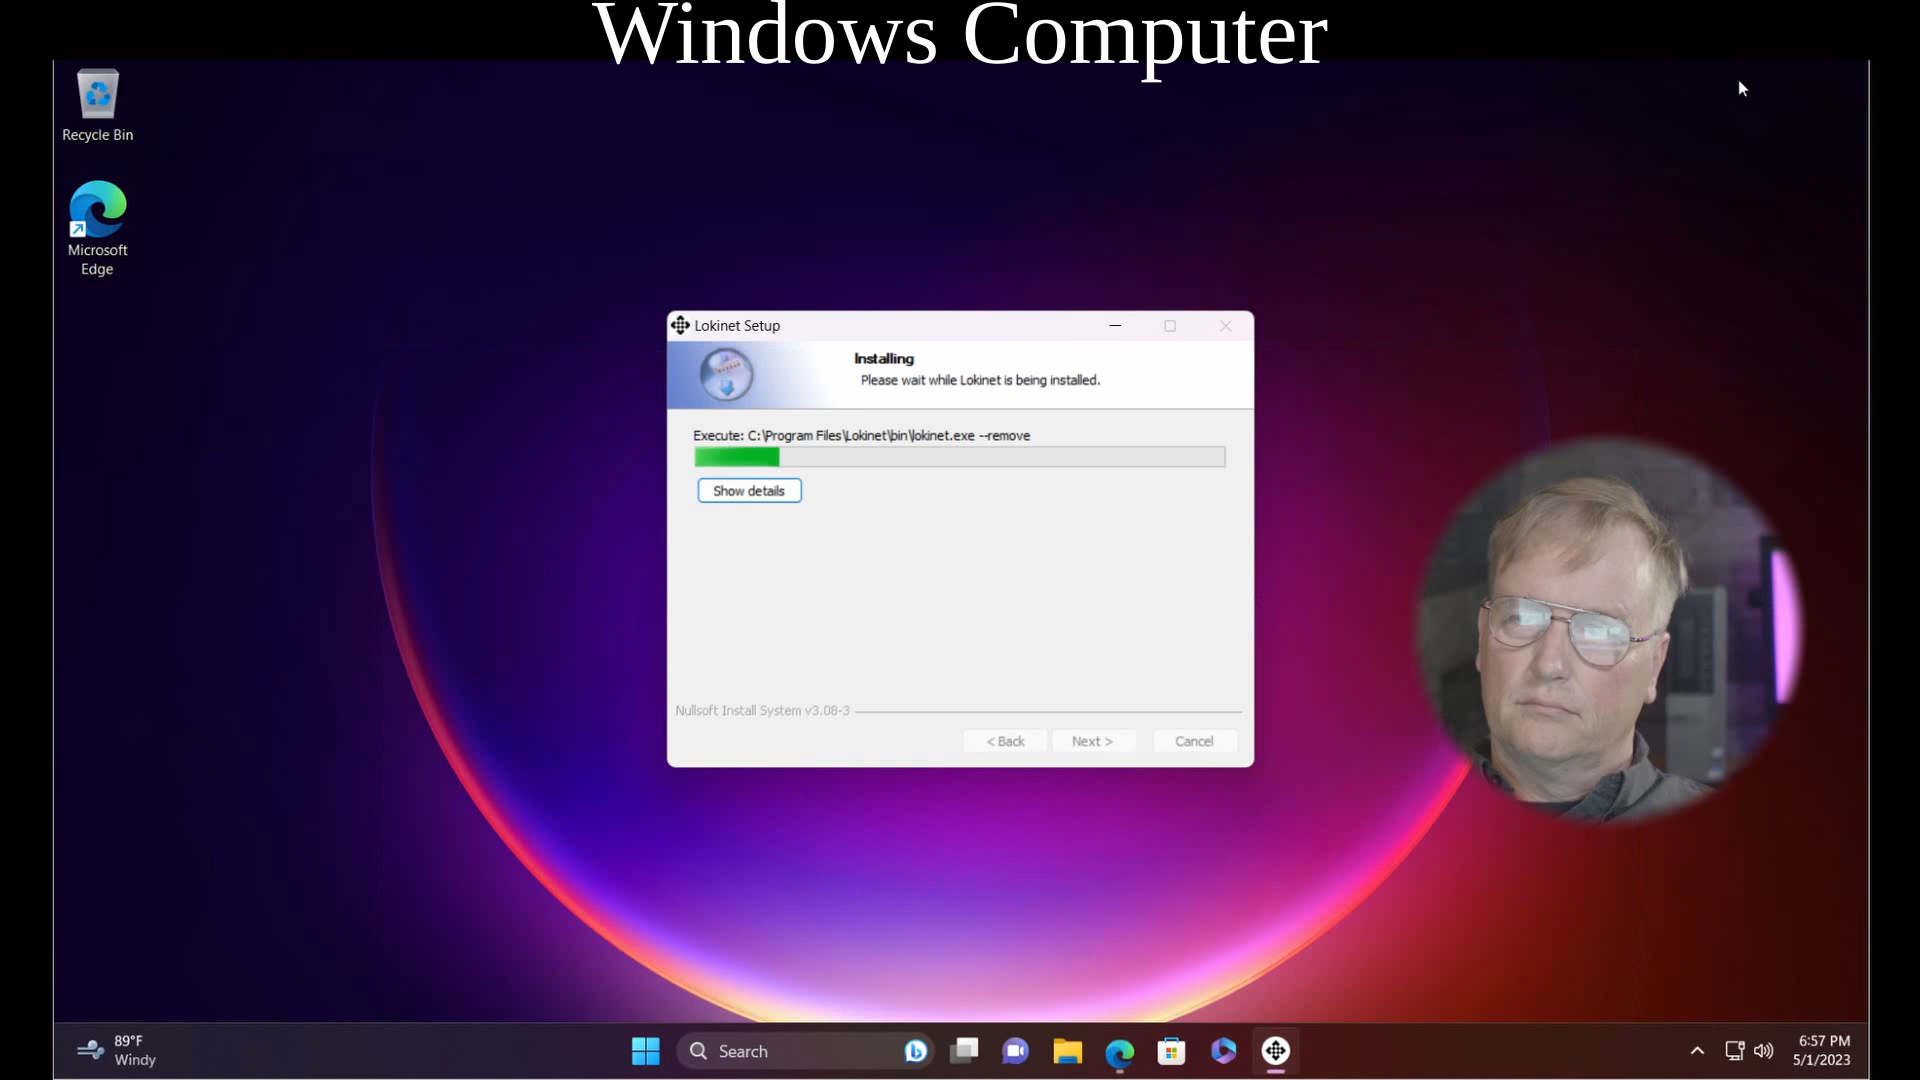 Windows Computer
Recycle Bin
Microsoft
Edge
Lokinet Setup
Installing
Please wait while Lokinet is being installed.
Execute: C:\Program Files\Lokinet\bin\lokinet.exe --remove
Show details
Nullsoft Install System v3.08-3
< Back
Next >
Cancel
89°F
Windy
Search
6:57 PM
5/1/2023